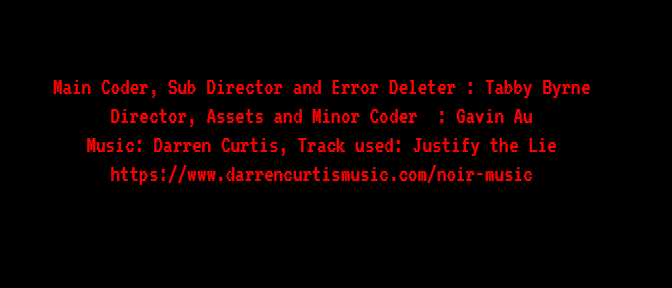 Main Coder, Sub Director and Error Deleter : Tabby Byrne
Director, Assets and Minor Coder  : Gavin Au
Music: Darren Curtis, Track used: Justify the Lie
https://www.darrencurtismusic.com/noir-music